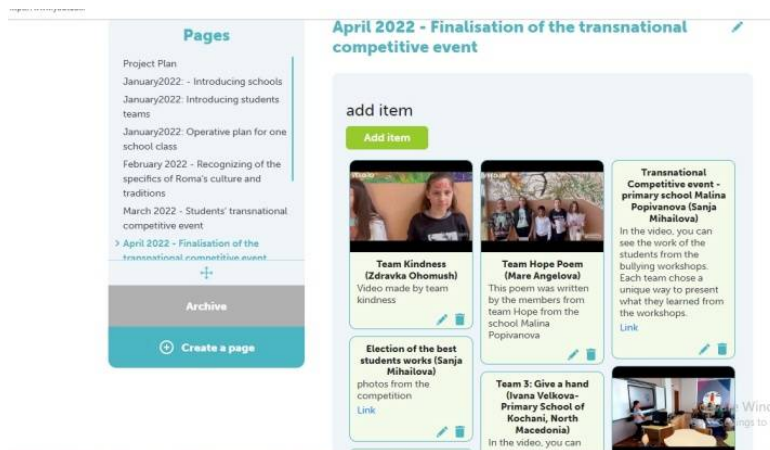 Pages
Project Plan
January2022: - Introducing schools
January2022: Introducing students
teams
January2022: Operative plan for one
school class
February 2022 - Recognizing of the
specifics of Roma's culture and
traditions
March 2022 - Students' transnational
competitive event
> April 2022 - Finalisation of the
transnational competitive event
Archive
Create a page
April 2022 - Finalisation of the transnational
competitive event
add item
Add item
Team Kindness
(Zdravka Ohomush)
Video made by team
kindness
Election of the best
students works (Sanja
Mihailova)
photos from the
competition
Link
Team Hope Poem
(Mare Angelova)
This poem was written
by the members from
team Hope from the
school Malina
Popivanova
Team 3: Give a hand
(Ivana Velkova-
Primary School of
Kochani, North
Macedonia)
In the video, you can
Transnational
Competitive event -
primary school Malina
Popivanova (Sanja
Mihailova)
In the video, you can
see the work of the
students from the
bullying workshops.
Each team chose a
unique way to present
what they learned from
the workshops.
Link